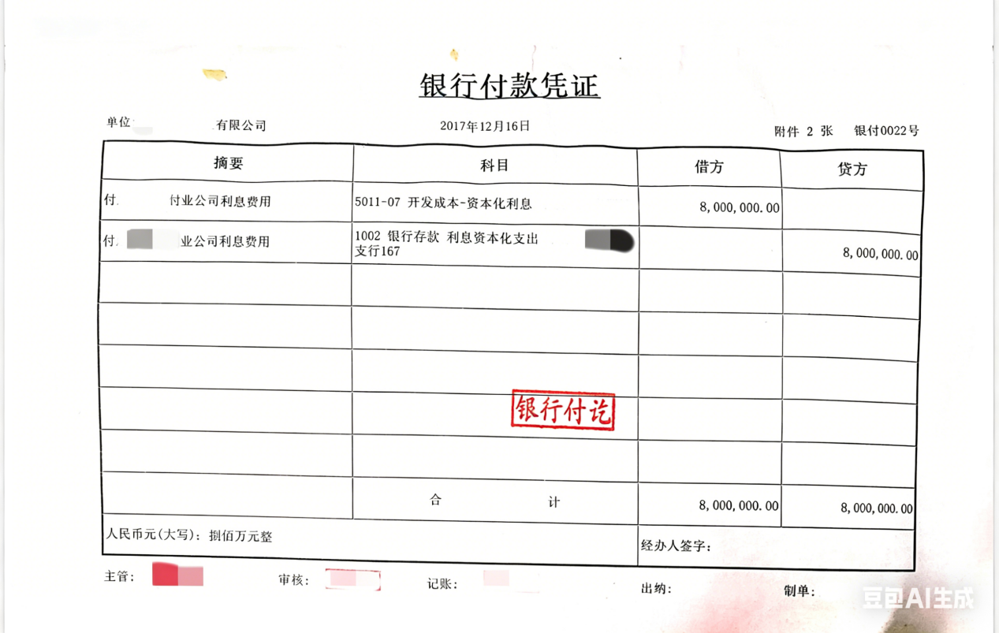 银行付款凭证
单位 有限公司 2017年12月16日 附件 2 张 银付0022号
摘要 科目 借方 贷方
付. 付业公司利息费用 5011-07 开发成本-资本化利息 8,000,000.00
付. 业公司利息费用 1002 银行存款 利息资本化支出
支行167 8,000,000.00
银行付讫
合 计 8,000,000.00 8,000,000.00
人民币元(大写): 捌佰万元整 经办人签字:
主管: 审核: 记账: 出纳: 制单:
豆包AI生成